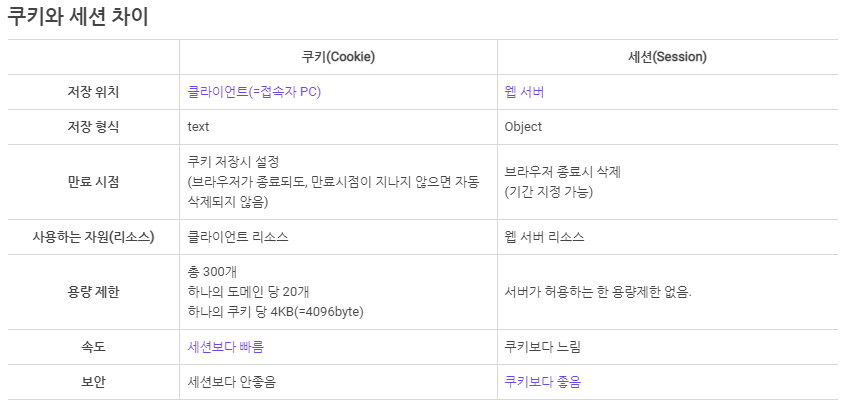 쿠키와 세션 차이
쿠키(Cookie) 세션(Session)
저장 위치 클라이언트(=접속자 PC) 웹 서버
저장 형식 text Object
만료 시점 쿠키 저장시 설정
(브라우저가 종료되도, 만료시점이 지나지 않으면 자동
삭제되지 않음)
브라우저 종료시 삭제
(기간 지정 가능)
사용하는 자원(리소스) 클라이언트 리소스 웹 서버 리소스
용량 제한 총 300개
하나의 도메인 당 20개
하나의 쿠키 당 4KB(=4096byte)
서버가 허용하는 한 용량제한 없음.
속도 세션보다 빠름 쿠키보다 느림
보안 세션보다 안좋음 쿠키보다 좋음